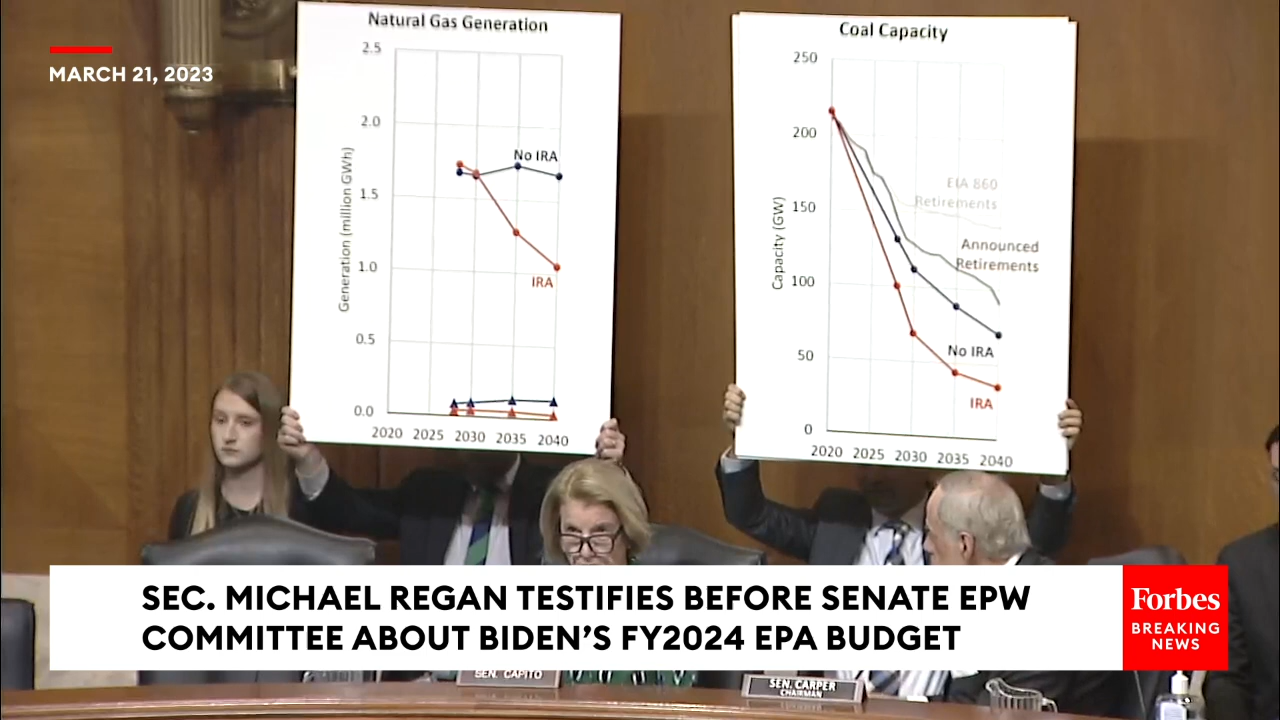 MARCH 21, 2023
Natural Gas Generation
2.5
2.0
1.5
1.0
0.5
0.0
Generation (million GWh)
No IRA
IRA
2020 2025 2030 2035 2040
Coal Capacity
250
200
150
100
50
0
Capacity (GW)
EIA 860
Retirements
Announced
Retirements
No IRA
IRA
2020 2025 2030 2035 2040
SEC. MICHAEL REGAN TESTIFIES BEFORE SENATE EPW
COMMITTEE ABOUT BIDEN'S FY2024 EPA BUDGET
Forbes
BREAKING
NEWS
SEN. CAPITO
SEN. CARPER
CHAIRMAN